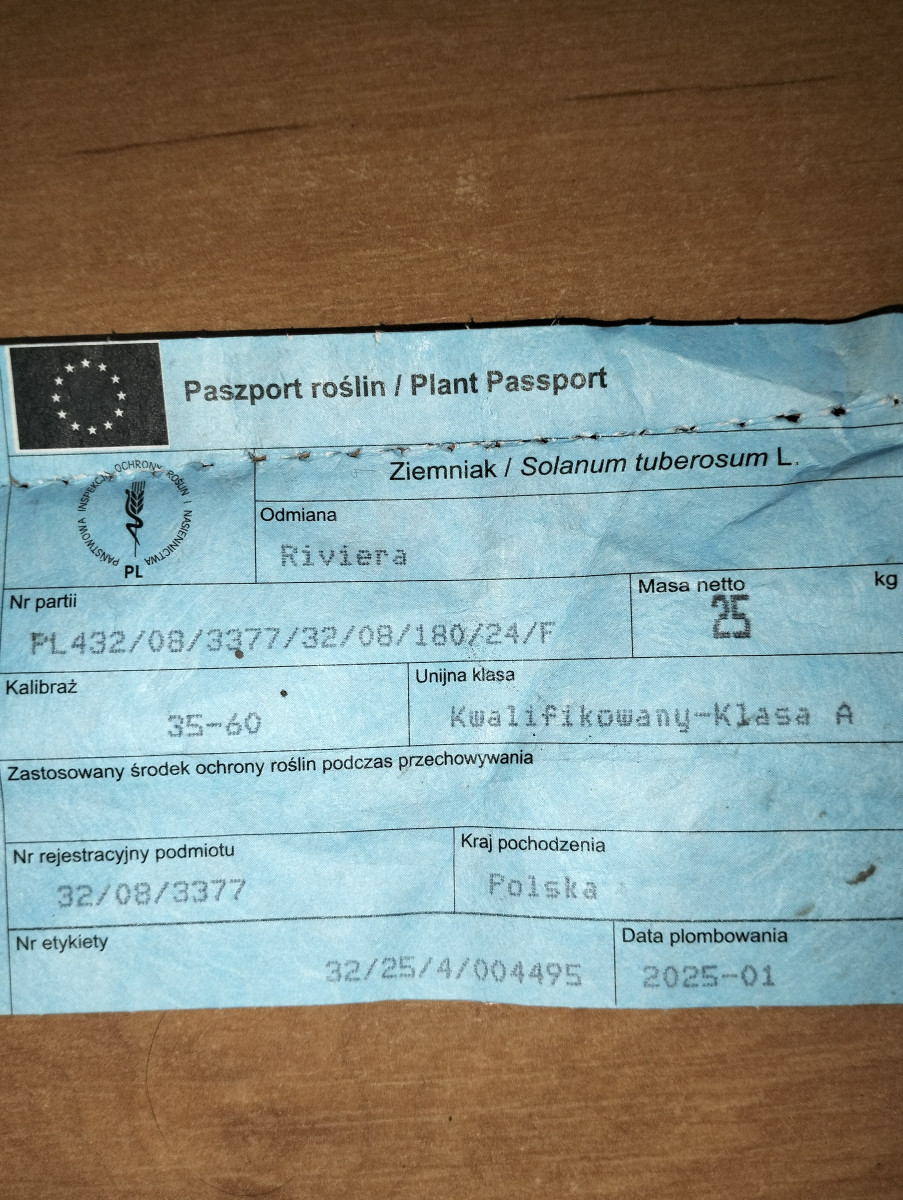 Paszport roślin / Plant Passport
Ziemniak / Solanum tuberosum L.
PAŃSTWOWA INSPEKCJA OCHRONY ROŚLIN I NASIENNICTWA
PL
Odmiana
Riviera
Nr partii
PL432/08/3377/32/08/180/24/F
Masa netto kg
25
Kalibraż
35-60
Unijna klasa
Kwalifikowany-Klasa A
Zastosowany środek ochrony roślin podczas przechowywania
Nr rejestracyjny podmiotu
32/08/3377
Kraj pochodzenia
Polska
Nr etykiety
32/25/4/004495
Data plombowania
2025-01